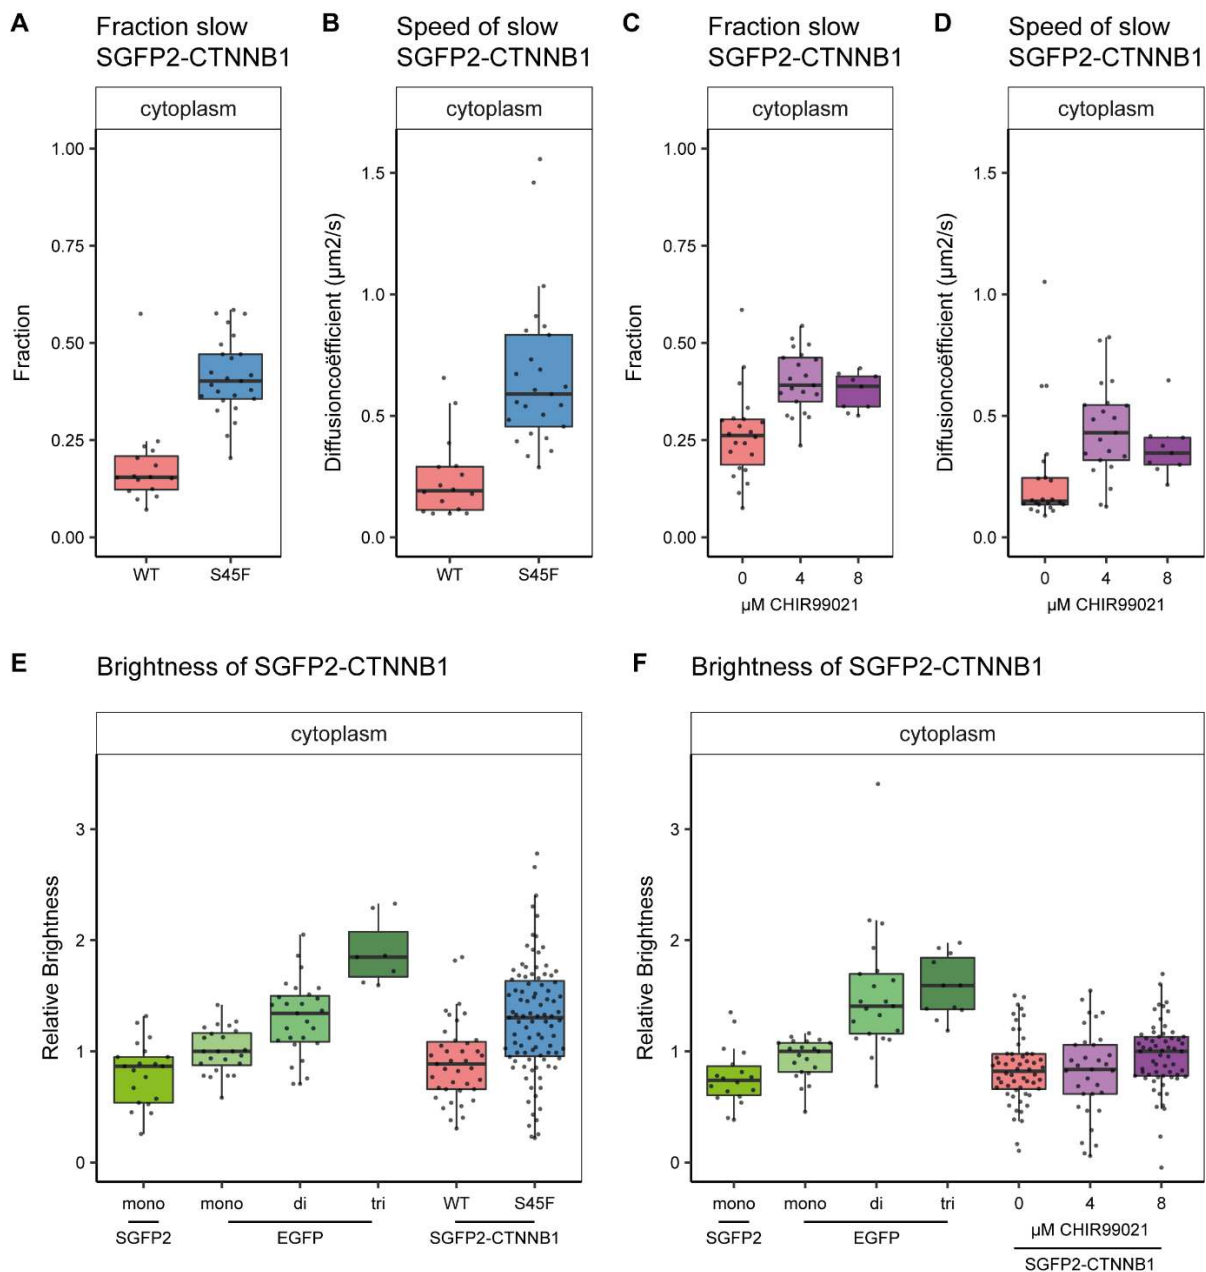 A
Fraction slow
SGFP2-CTNNB1
cytoplasm
Fraction
1.00
0.75
0.50
0.25
0.00
WT
S45F
B
Speed of slow
SGFP2-CTNNB1
cytoplasm
Diffusioncoëfficient (µm2/s)
1.5
1.0
0.5
0.0
WT
S45F
C
Fraction slow
SGFP2-CTNNB1
cytoplasm
Fraction
1.00
0.75
0.50
0.25
0.00
0
4
8
µM CHIR99021
D
Speed of slow
SGFP2-CTNNB1
cytoplasm
Diffusioncoëfficient (µm2/s)
1.5
1.0
0.5
0.0
0
4
8
µM CHIR99021
E
Brightness of SGFP2-CTNNB1
cytoplasm
Relative Brightness
3
2
1
0
mono
mono
di
tri
WT
S45F
SGFP2
EGFP
SGFP2-CTNNB1
F
Brightness of SGFP2-CTNNB1
cytoplasm
Relative Brightness
3
2
1
0
mono
mono
di
tri
0
4
8
SGFP2
EGFP
µM CHIR99021
SGFP2-CTNNB1